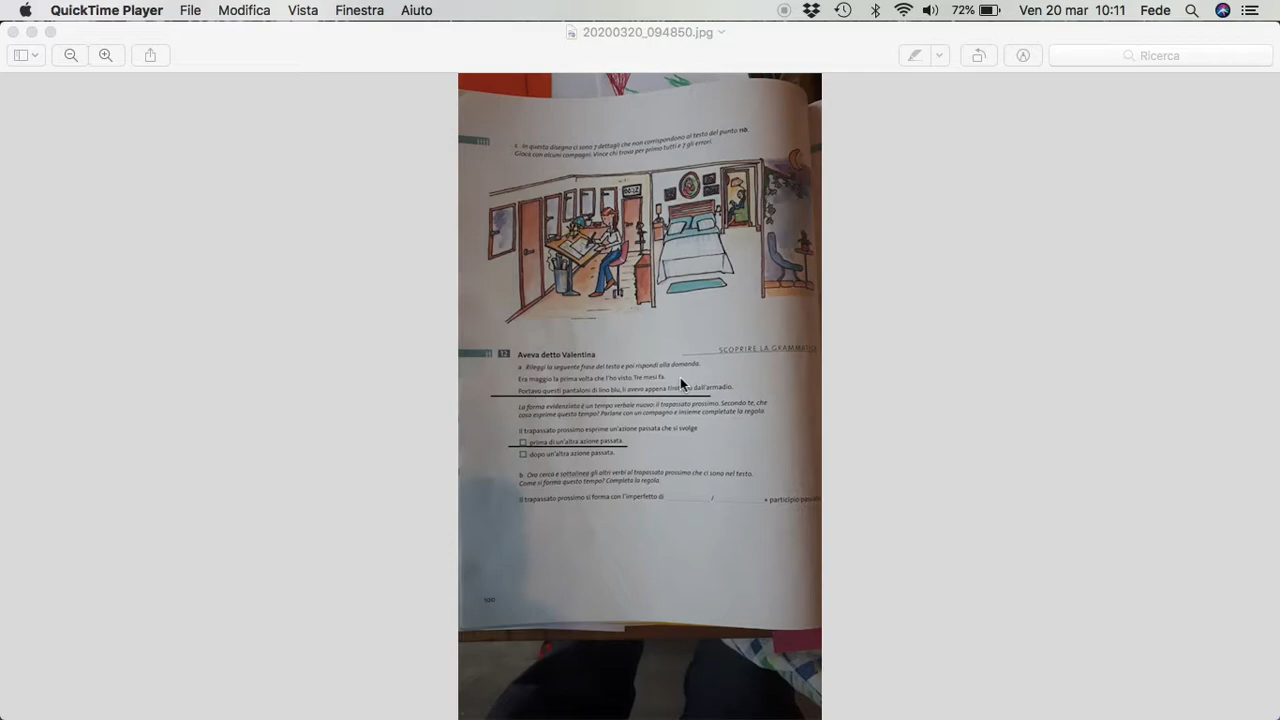 QuickTime Player File Modifica Vista Finestra Aiuto 72% Ven 20 mar 10:11 Fede
20200320_094850.jpg
Ricerca
c In questo disegno ci sono 7 dettagli che non corrispondono al testo del punto 11a.
Gioca con alcuni compagni. Vince chi trova per primo tutti e 7 gli errori.
12 Aveva detto Valentina
SCOPRIRE LA
a Rileggi la seguente frase del testo e poi rispondi alla domanda.
Era maggio la prima volta che l'ho visto. Tre mesi fa.
Portavo questi pantaloni di lino blu, li avevo appena dall'armadio.
La forma evidenziata è un tempo verbale nuovo: il trapassato prossimo. Secondo te, che
cosa esprime questo tempo? Parlane con un compagno e insieme completate la regola.
Il trapassato prossimo esprime un'azione passata che si svolge
prima di un'altra azione passata.
dopo un'altra azione passata.
b Ora cerca e sottolinea gli altri verbi al trapassato prossimo che ci sono nel testo.
Come si forma questo tempo? Completa la regola.
Il trapassato prossimo si forma con l'imperfetto di / + participio
100